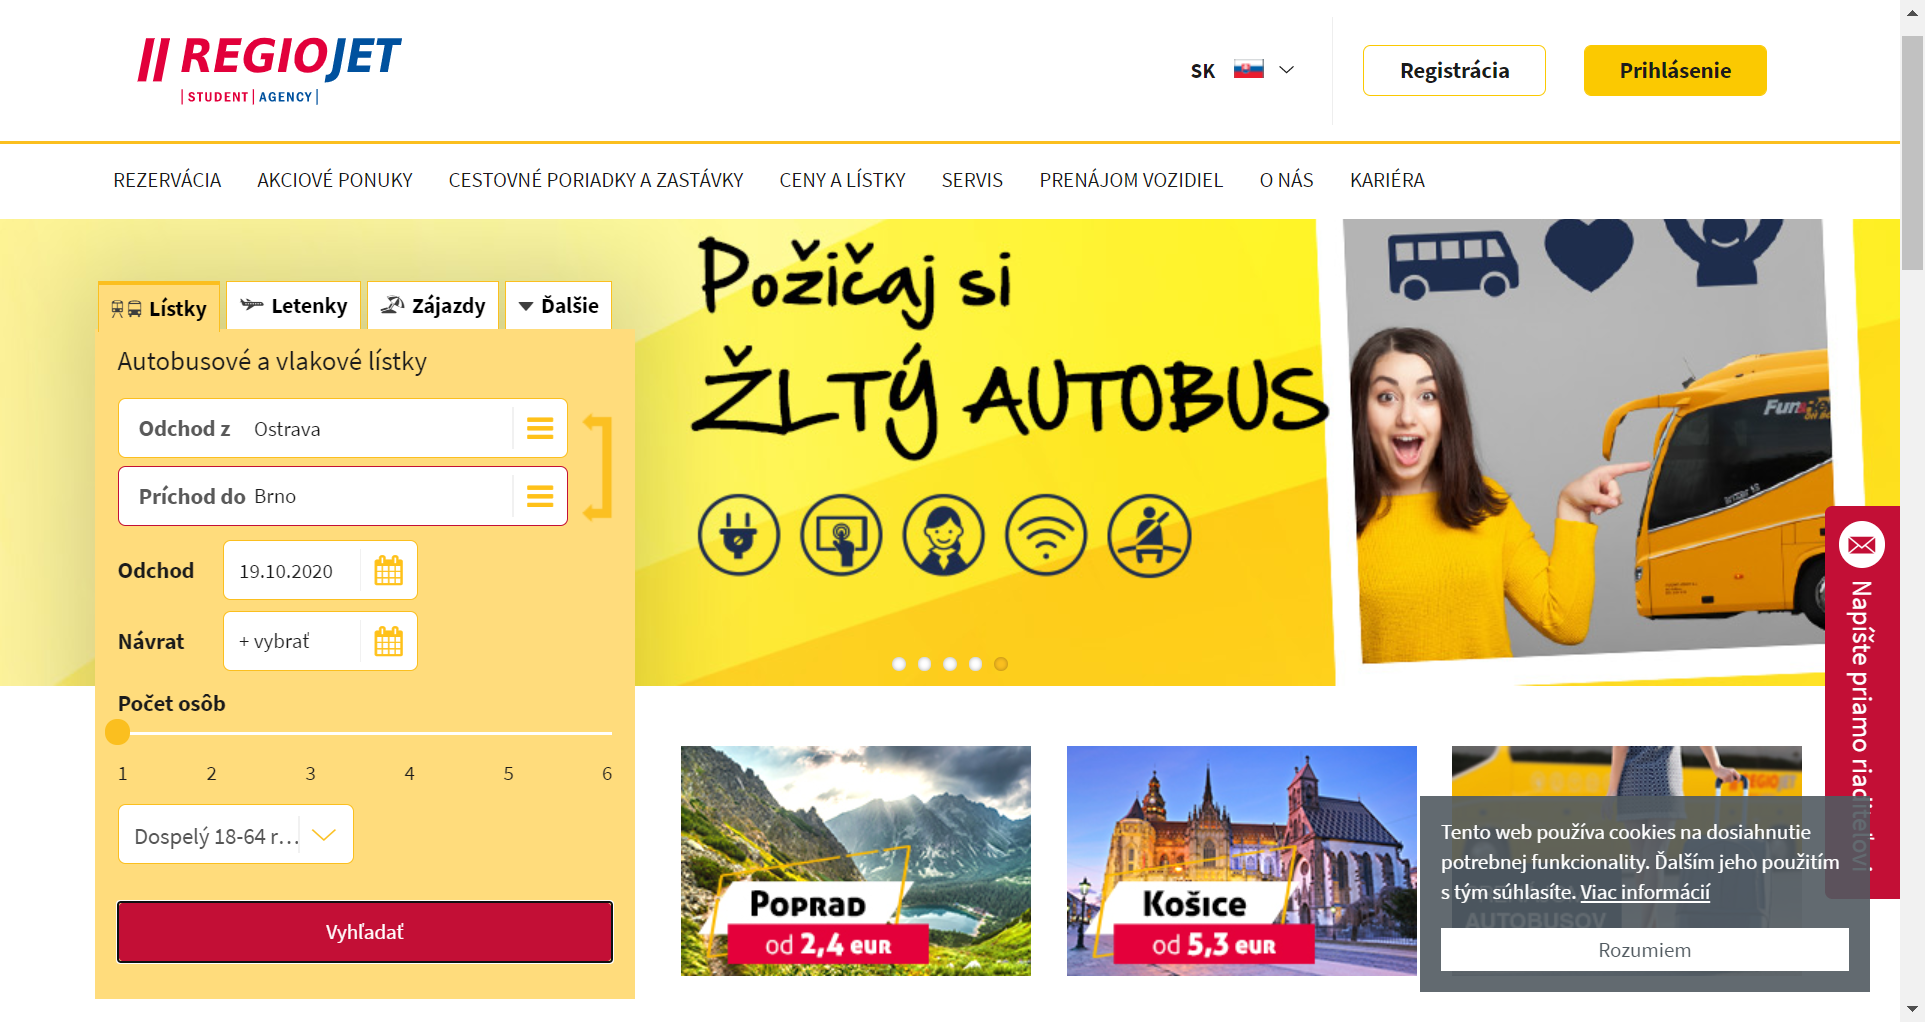 REGIOJET
STUDENT AGENCY
SK
Registrácia
Prihlásenie
REZERVÁCIA AKCIOVÉ PONUKY CESTOVNÉ PORIADKY A ZASTÁVKY CENY A LÍSTKY SERVIS PRENÁJOM VOZIDIEL O NÁS KARIÉRA
Lístky Letenky Zájazdy Ďalšie
Autobusové a vlakové lístky
Odchod z Ostrava
Príchod do Brno
Odchod 19.10.2020
Návrat + vybrať
Počet osôb
1 2 3 4 5 6
Dospelý 18-64 r...
Vyhľadať
Požičaj si
ŽLTÝ AUTOBUS
Napíšte priamo riaditeľovi
POPRAD
od 2,4 EUR
KOŠICE
od 5,3 EUR
REGIOJET
AUTOBUSOV
Tento web používa cookies na dosiahnutie
potrebnej funkcionality. Ďalším jeho použitím
s tým súhlasíte. Viac informácií
Rozumiem